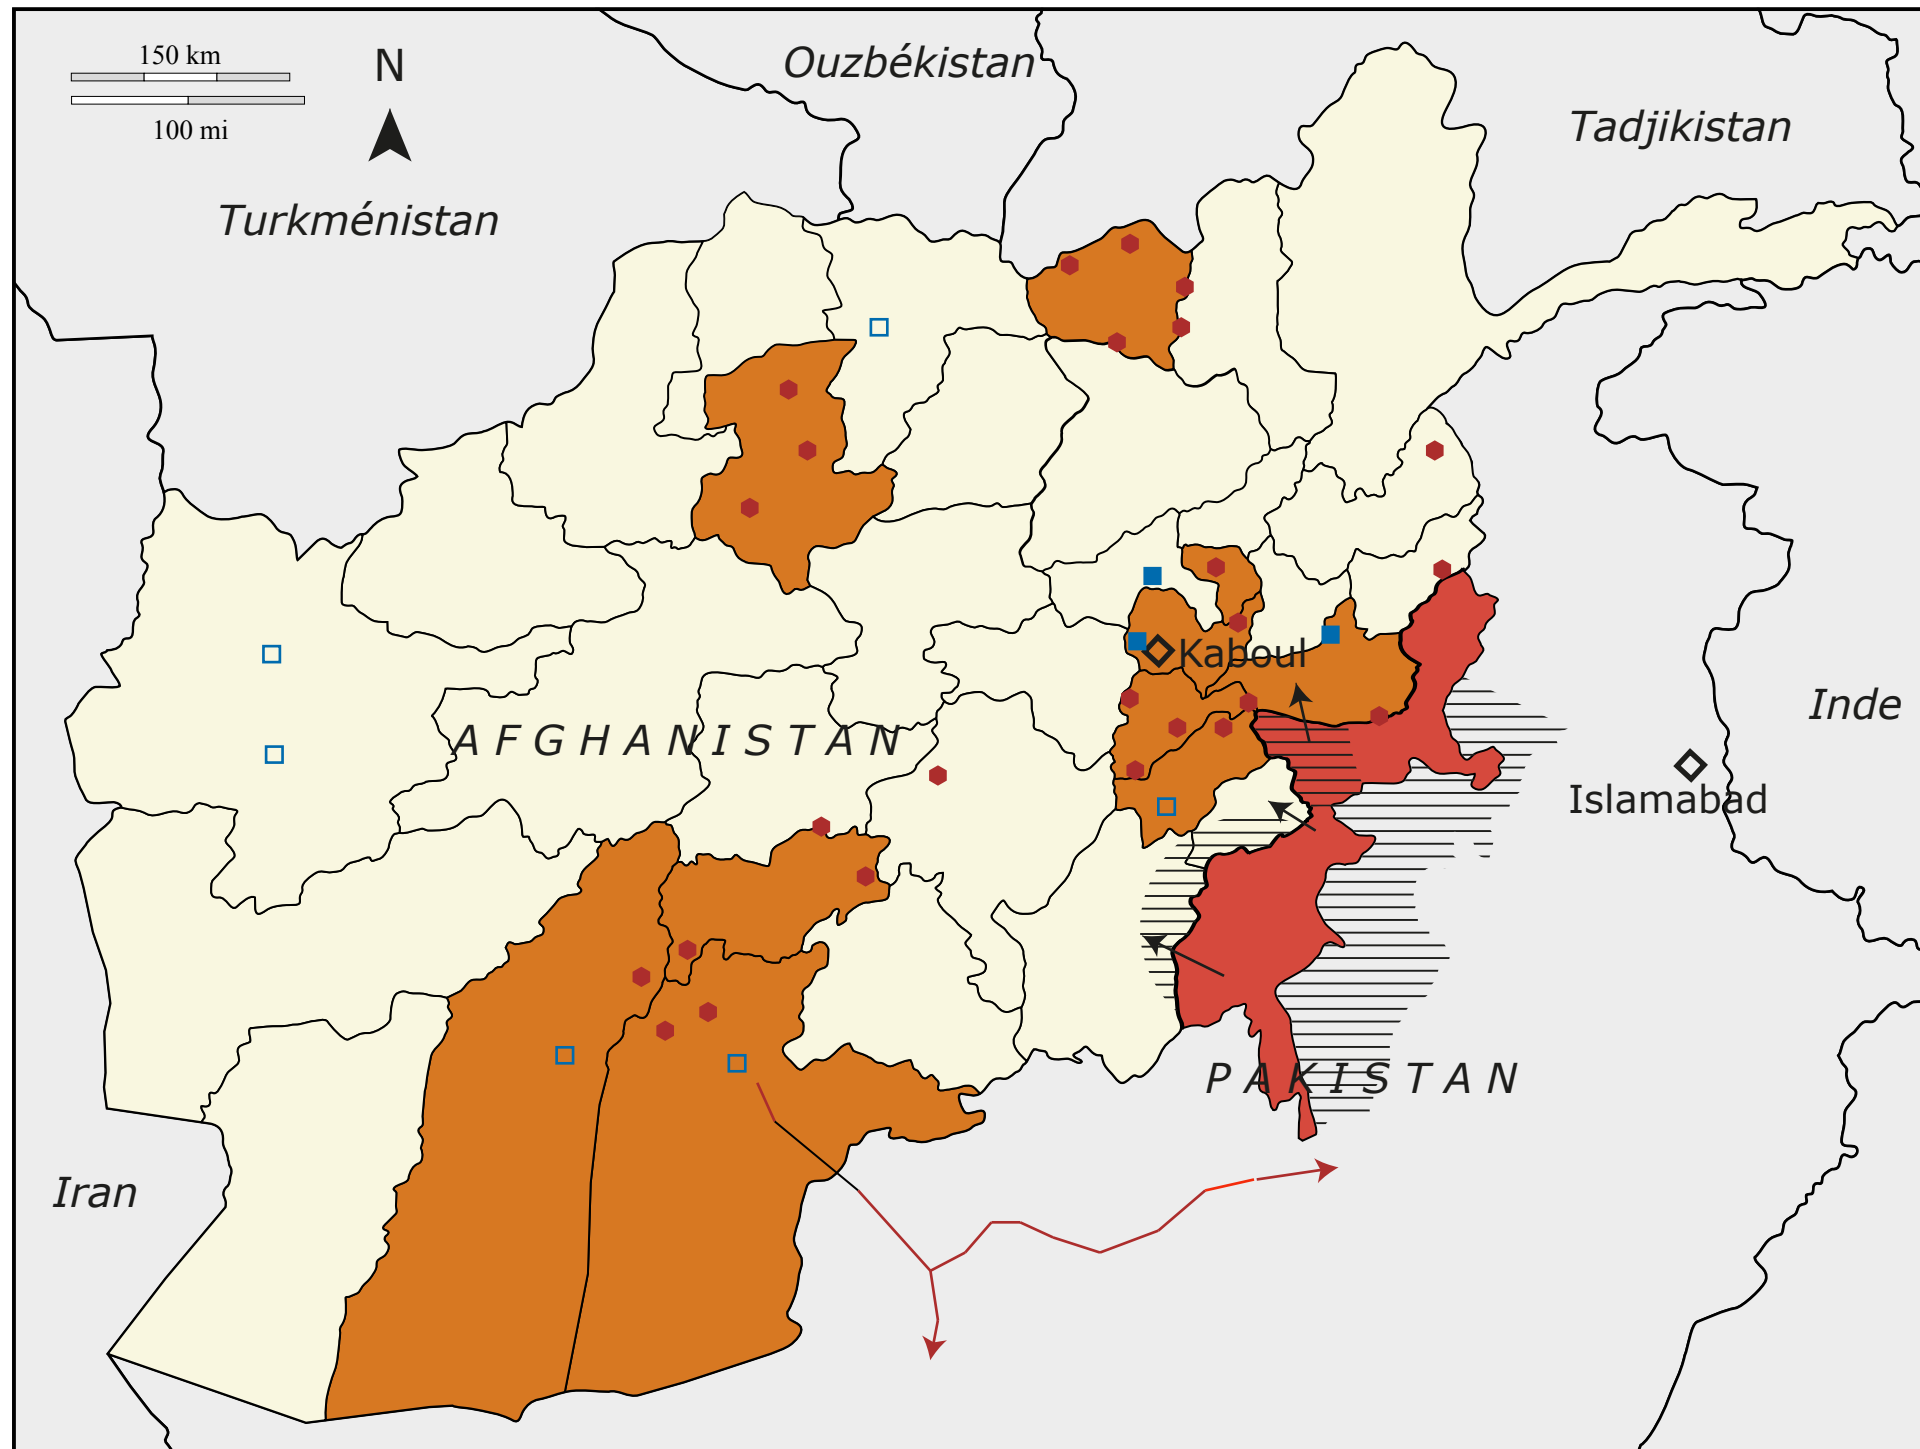 150 km
100 mi
N
Ouzbékistan
Tadjikistan
Turkménistan
Kaboul
Inde
AFGHANISTAN
Islamabad
PAKISTAN
Iran